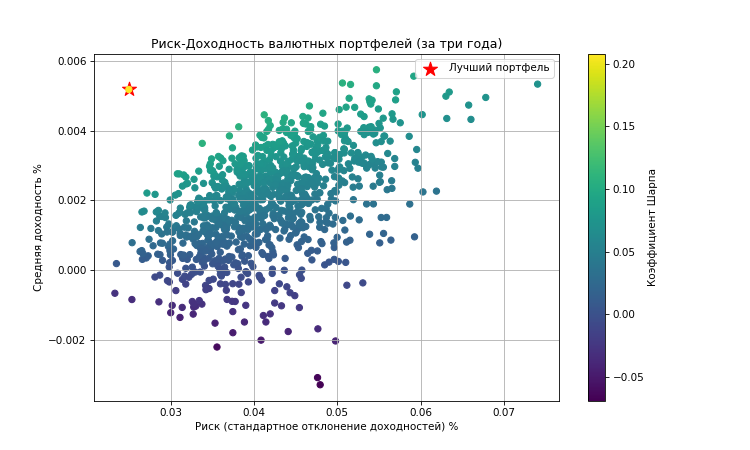 Риск-Доходность валютных портфелей (за три года)
Лучший портфель
Средняя доходность %
0.006
0.004
0.002
0.000
−0.002
0.03 0.04 0.05 0.06 0.07
Риск (стандартное отклонение доходностей) %
0.20
0.15
0.10
0.05
0.00
−0.05
Коэффициент Шарпа